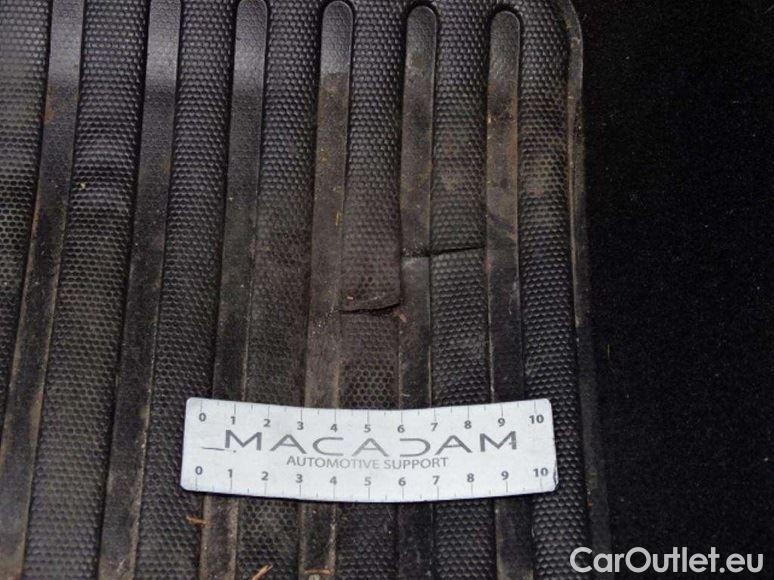 0 1 2 3 4 5 6 7 8 9 10
MACADAM
AUTOMOTIVE SUPPORT
0 1 2 3 4 5 6 7 8 9 10
CarOutlet.eu